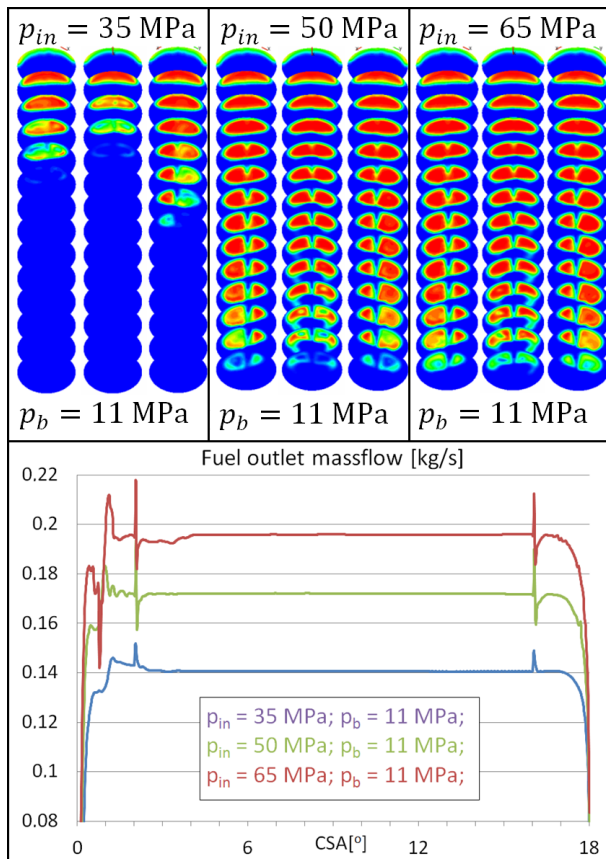 p_in = 35 MPa p_in = 50 MPa p_in = 65 MPa
p_b = 11 MPa p_b = 11 MPa p_b = 11 MPa
Fuel outlet massflow [kg/s]
0.22
0.2
0.18
0.16
0.14
0.12
0.1
0.08
p_in = 35 MPa; p_b = 11 MPa;
p_in = 50 MPa; p_b = 11 MPa;
p_in = 65 MPa; p_b = 11 MPa;
0 6 CSA[°] 12 18